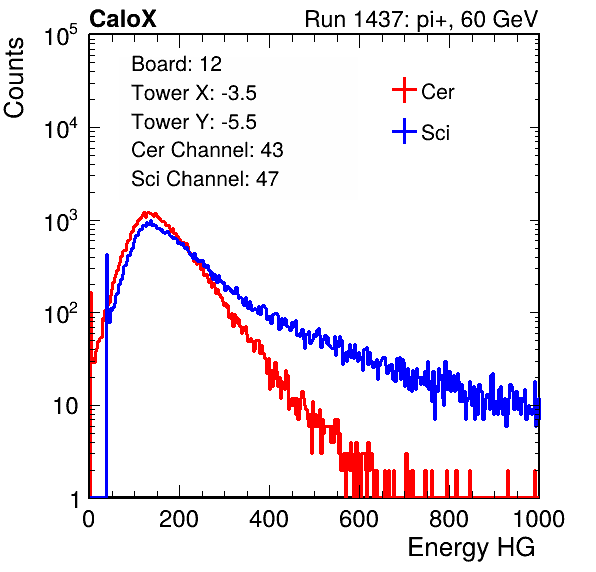 CaloX Run 1437: pi+, 60 GeV
Counts
Board: 12
Tower X: -3.5
Tower Y: -5.5
Cer Channel: 43
Sci Channel: 47
Cer
Sci
10^5
10^4
10^3
10^2
10
1
0 200 400 600 800 1000
Energy HG